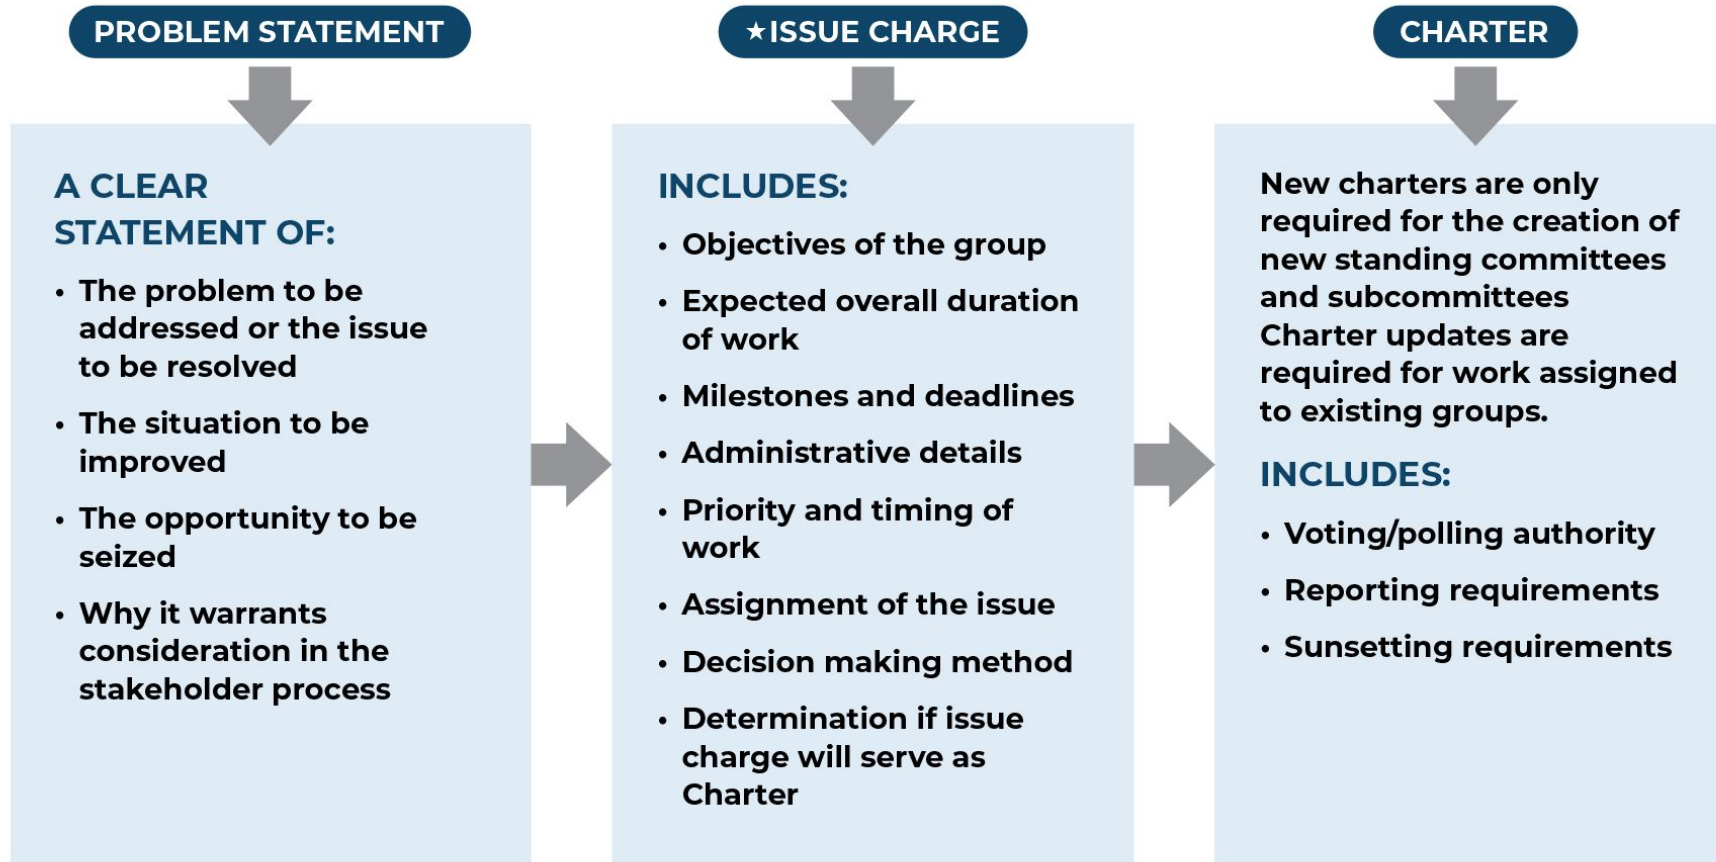 PROBLEM STATEMENT
A CLEAR
STATEMENT OF:
• The problem to be
addressed or the issue
to be resolved
• The situation to be
improved
• The opportunity to be
seized
• Why it warrants
consideration in the
stakeholder process
★ISSUE CHARGE
INCLUDES:
• Objectives of the group
• Expected overall duration
of work
• Milestones and deadlines
• Administrative details
• Priority and timing of
work
• Assignment of the issue
• Decision making method
• Determination if issue
charge will serve as
Charter
CHARTER
New charters are only
required for the creation of
new standing committees
and subcommittees
Charter updates are
required for work assigned
to existing groups.
INCLUDES:
• Voting/polling authority
• Reporting requirements
• Sunsetting requirements